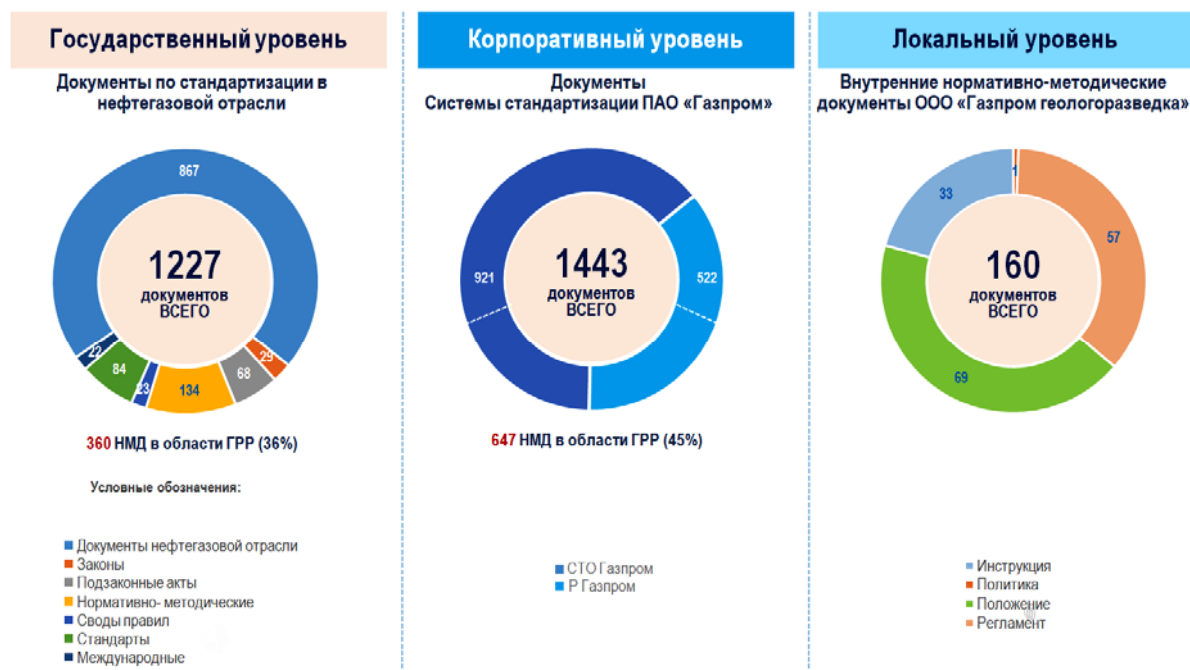 Государственный уровень
Документы по стандартизации в
нефтегазовой отрасли
867
1227
документов
ВСЕГО
22
84
23
134
68
29
360 НМД в области ГРР (36%)
Условные обозначения:
Документы нефтегазовой отрасли
Законы
Подзаконные акты
Нормативно- методические
Своды правил
Стандарты
Международные
Корпоративный уровень
Документы
Системы стандартизации ПАО «Газпром»
921
1443
документов
ВСЕГО
522
647 НМД в области ГРР (45%)
СТО Газпром
Р Газпром
Локальный уровень
Внутренние нормативно-методические
документы ООО «Газпром геологоразведка»
1
33
57
160
документов
ВСЕГО
69
Инструкция
Политика
Положение
Регламент